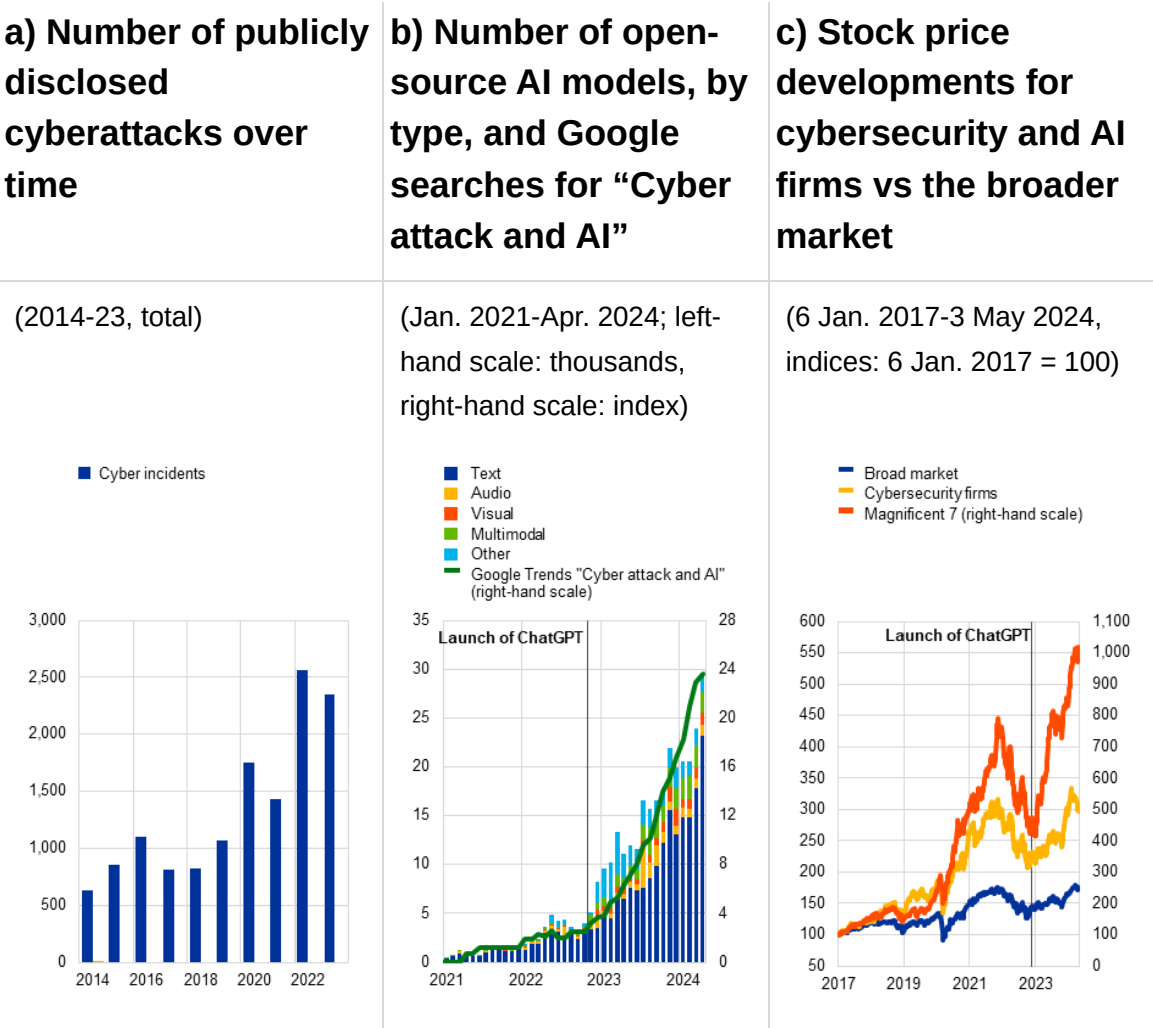 a) Number of publicly
disclosed
cyberattacks over
time
b) Number of open-
source AI models, by
type, and Google
searches for “Cyber
attack and AI”
c) Stock price
developments for
cybersecurity and AI
firms vs the broader
market
(2014-23, total)
(Jan. 2021-Apr. 2024; left-
hand scale: thousands,
right-hand scale: index)
(6 Jan. 2017-3 May 2024,
indices: 6 Jan. 2017 = 100)
Cyber incidents
3,000
2,500
2,000
1,500
1,000
500
0
2014 2016 2018 2020 2022
Text
Audio
Visual
Multimodal
Other
Google Trends "Cyber attack and AI"
(right-hand scale)
Launch of ChatGPT
35
30
25
20
15
10
5
0
28
24
20
16
12
8
4
0
2021 2022 2023 2024
Broad market
Cybersecurity firms
Magnificent 7 (right-hand scale)
Launch of ChatGPT
600
550
500
450
400
350
300
250
200
150
100
50
1,100
1,000
900
800
700
600
500
400
300
200
100
0
2017 2019 2021 2023